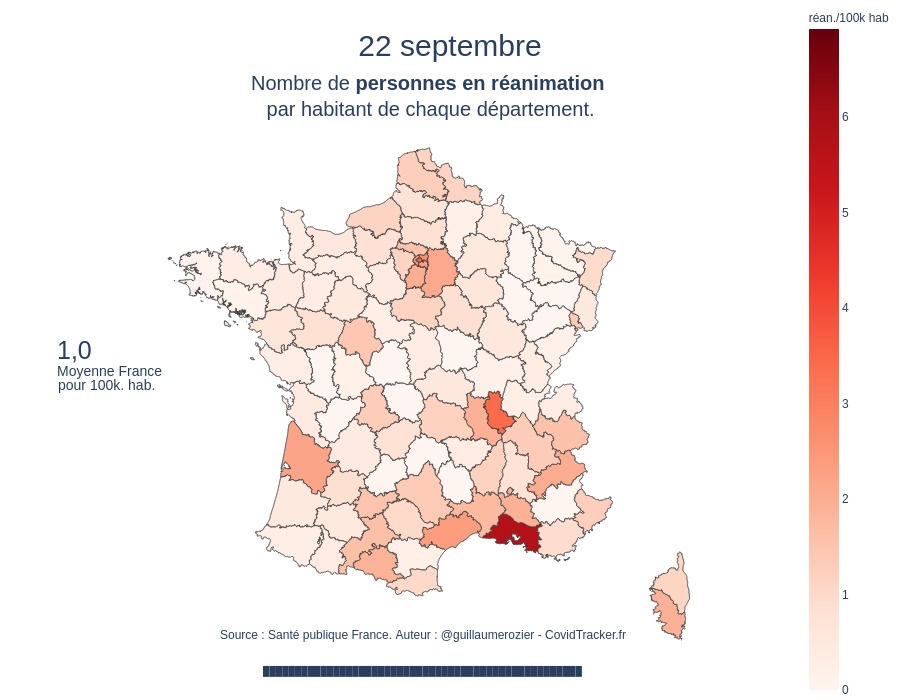 réan./100k hab
22 septembre
Nombre de personnes en réanimation
par habitant de chaque département.
6
5
4
3
2
1
0
1,0
Moyenne France
pour 100k. hab.
Source : Santé publique France. Auteur : @guillaumerozier - CovidTracker.fr